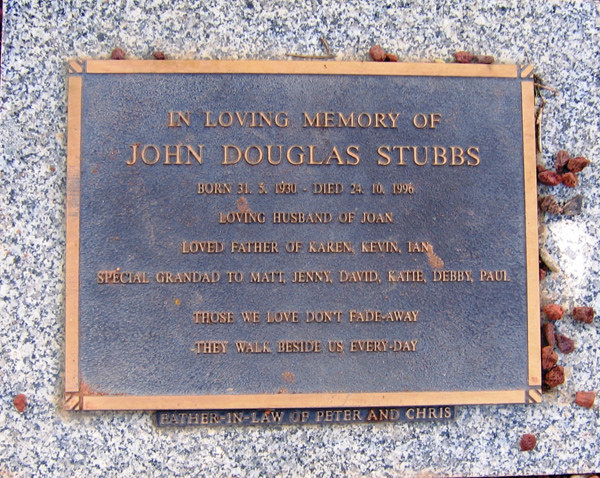 IN LOVING MEMORY OF
JOHN DOUGLAS STUBBS
BORN 31. 5. 1930 - DIED 24. 10. 1996
LOVING HUSBAND OF JOAN
LOVED FATHER OF KAREN, KEVIN, IAN
SPECIAL GRANDAD TO MATT, JENNY, DAVID, KATIE, DEBBY, PAUL
THOSE WE LOVE DON'T FADE-AWAY
THEY WALK BESIDE US EVERY-DAY
FATHER-IN-LAW OF PETER AND CHRIS